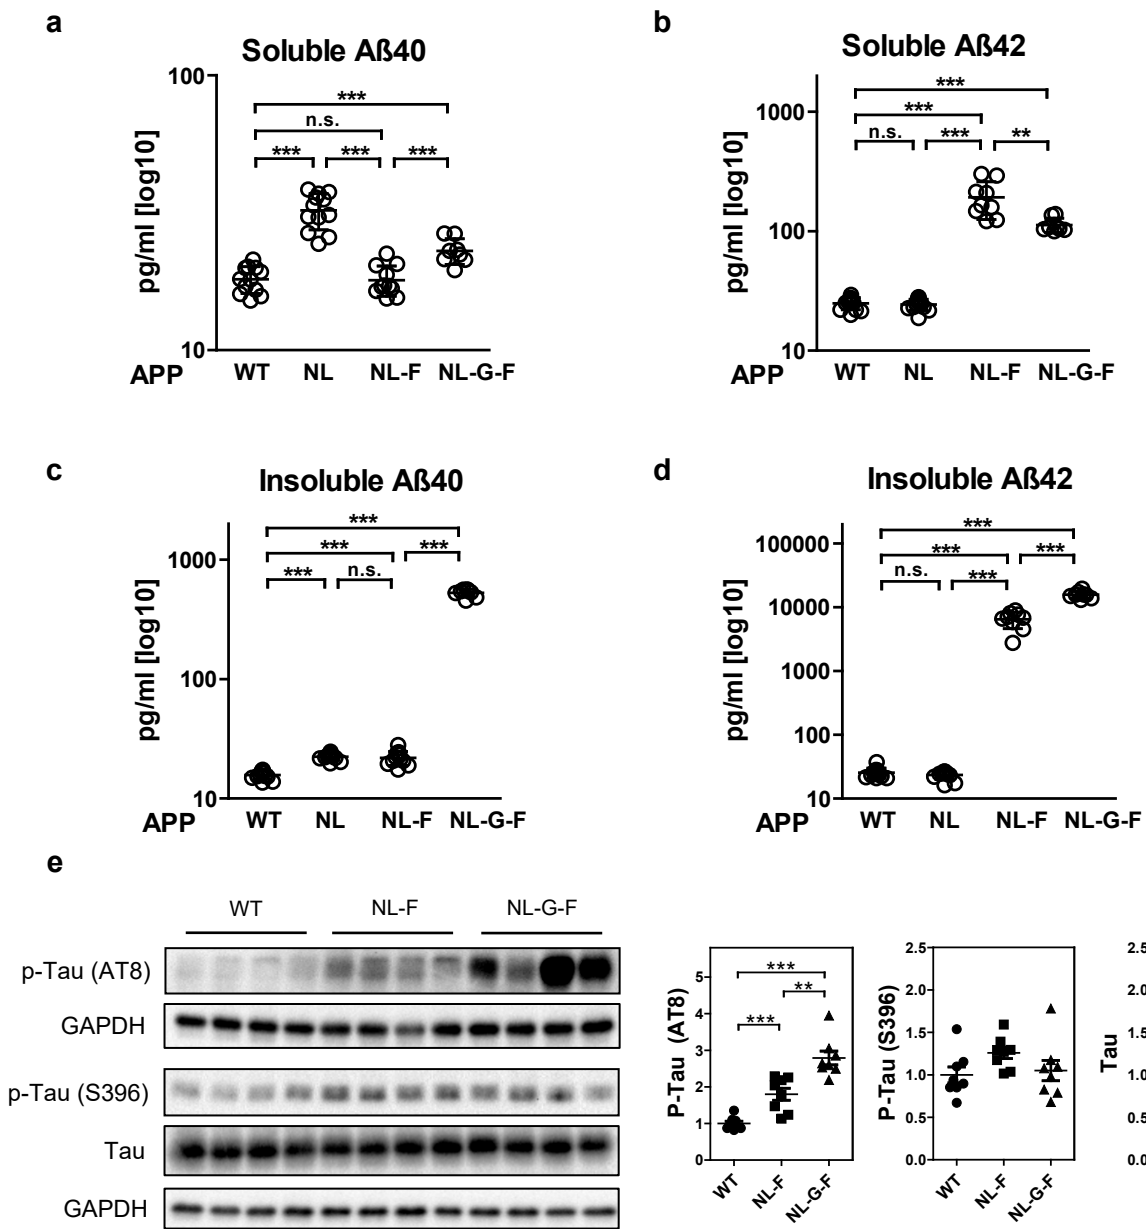 a
Soluble Aß40
100
10
pg/ml [log10]
***
n.s.
*** *** ***
APP WT NL NL-F NL-G-F
b
Soluble Aß42
1000
100
10
pg/ml [log10]
***
***
n.s. *** **
APP WT NL NL-F NL-G-F
c
Insoluble Aß40
1000
100
10
pg/ml [log10]
***
*** ***
*** n.s.
APP WT NL NL-F NL-G-F
d
Insoluble Aß42
100000
10000
1000
100
10
pg/ml [log10]
***
*** ***
n.s. ***
APP WT NL NL-F NL-G-F
e
WT NL-F NL-G-F
p-Tau (AT8)
GAPDH
p-Tau (S396)
Tau
GAPDH
P-Tau (AT8)
5
4
3
2
1
0
***
**
***
WT NL-F NL-G-F
P-Tau (S396)
2.5
2.0
1.5
1.0
0.5
0.0
WT NL-F NL-G-F
Tau
2.5
2.0
1.5
1.0
0.5
0.0